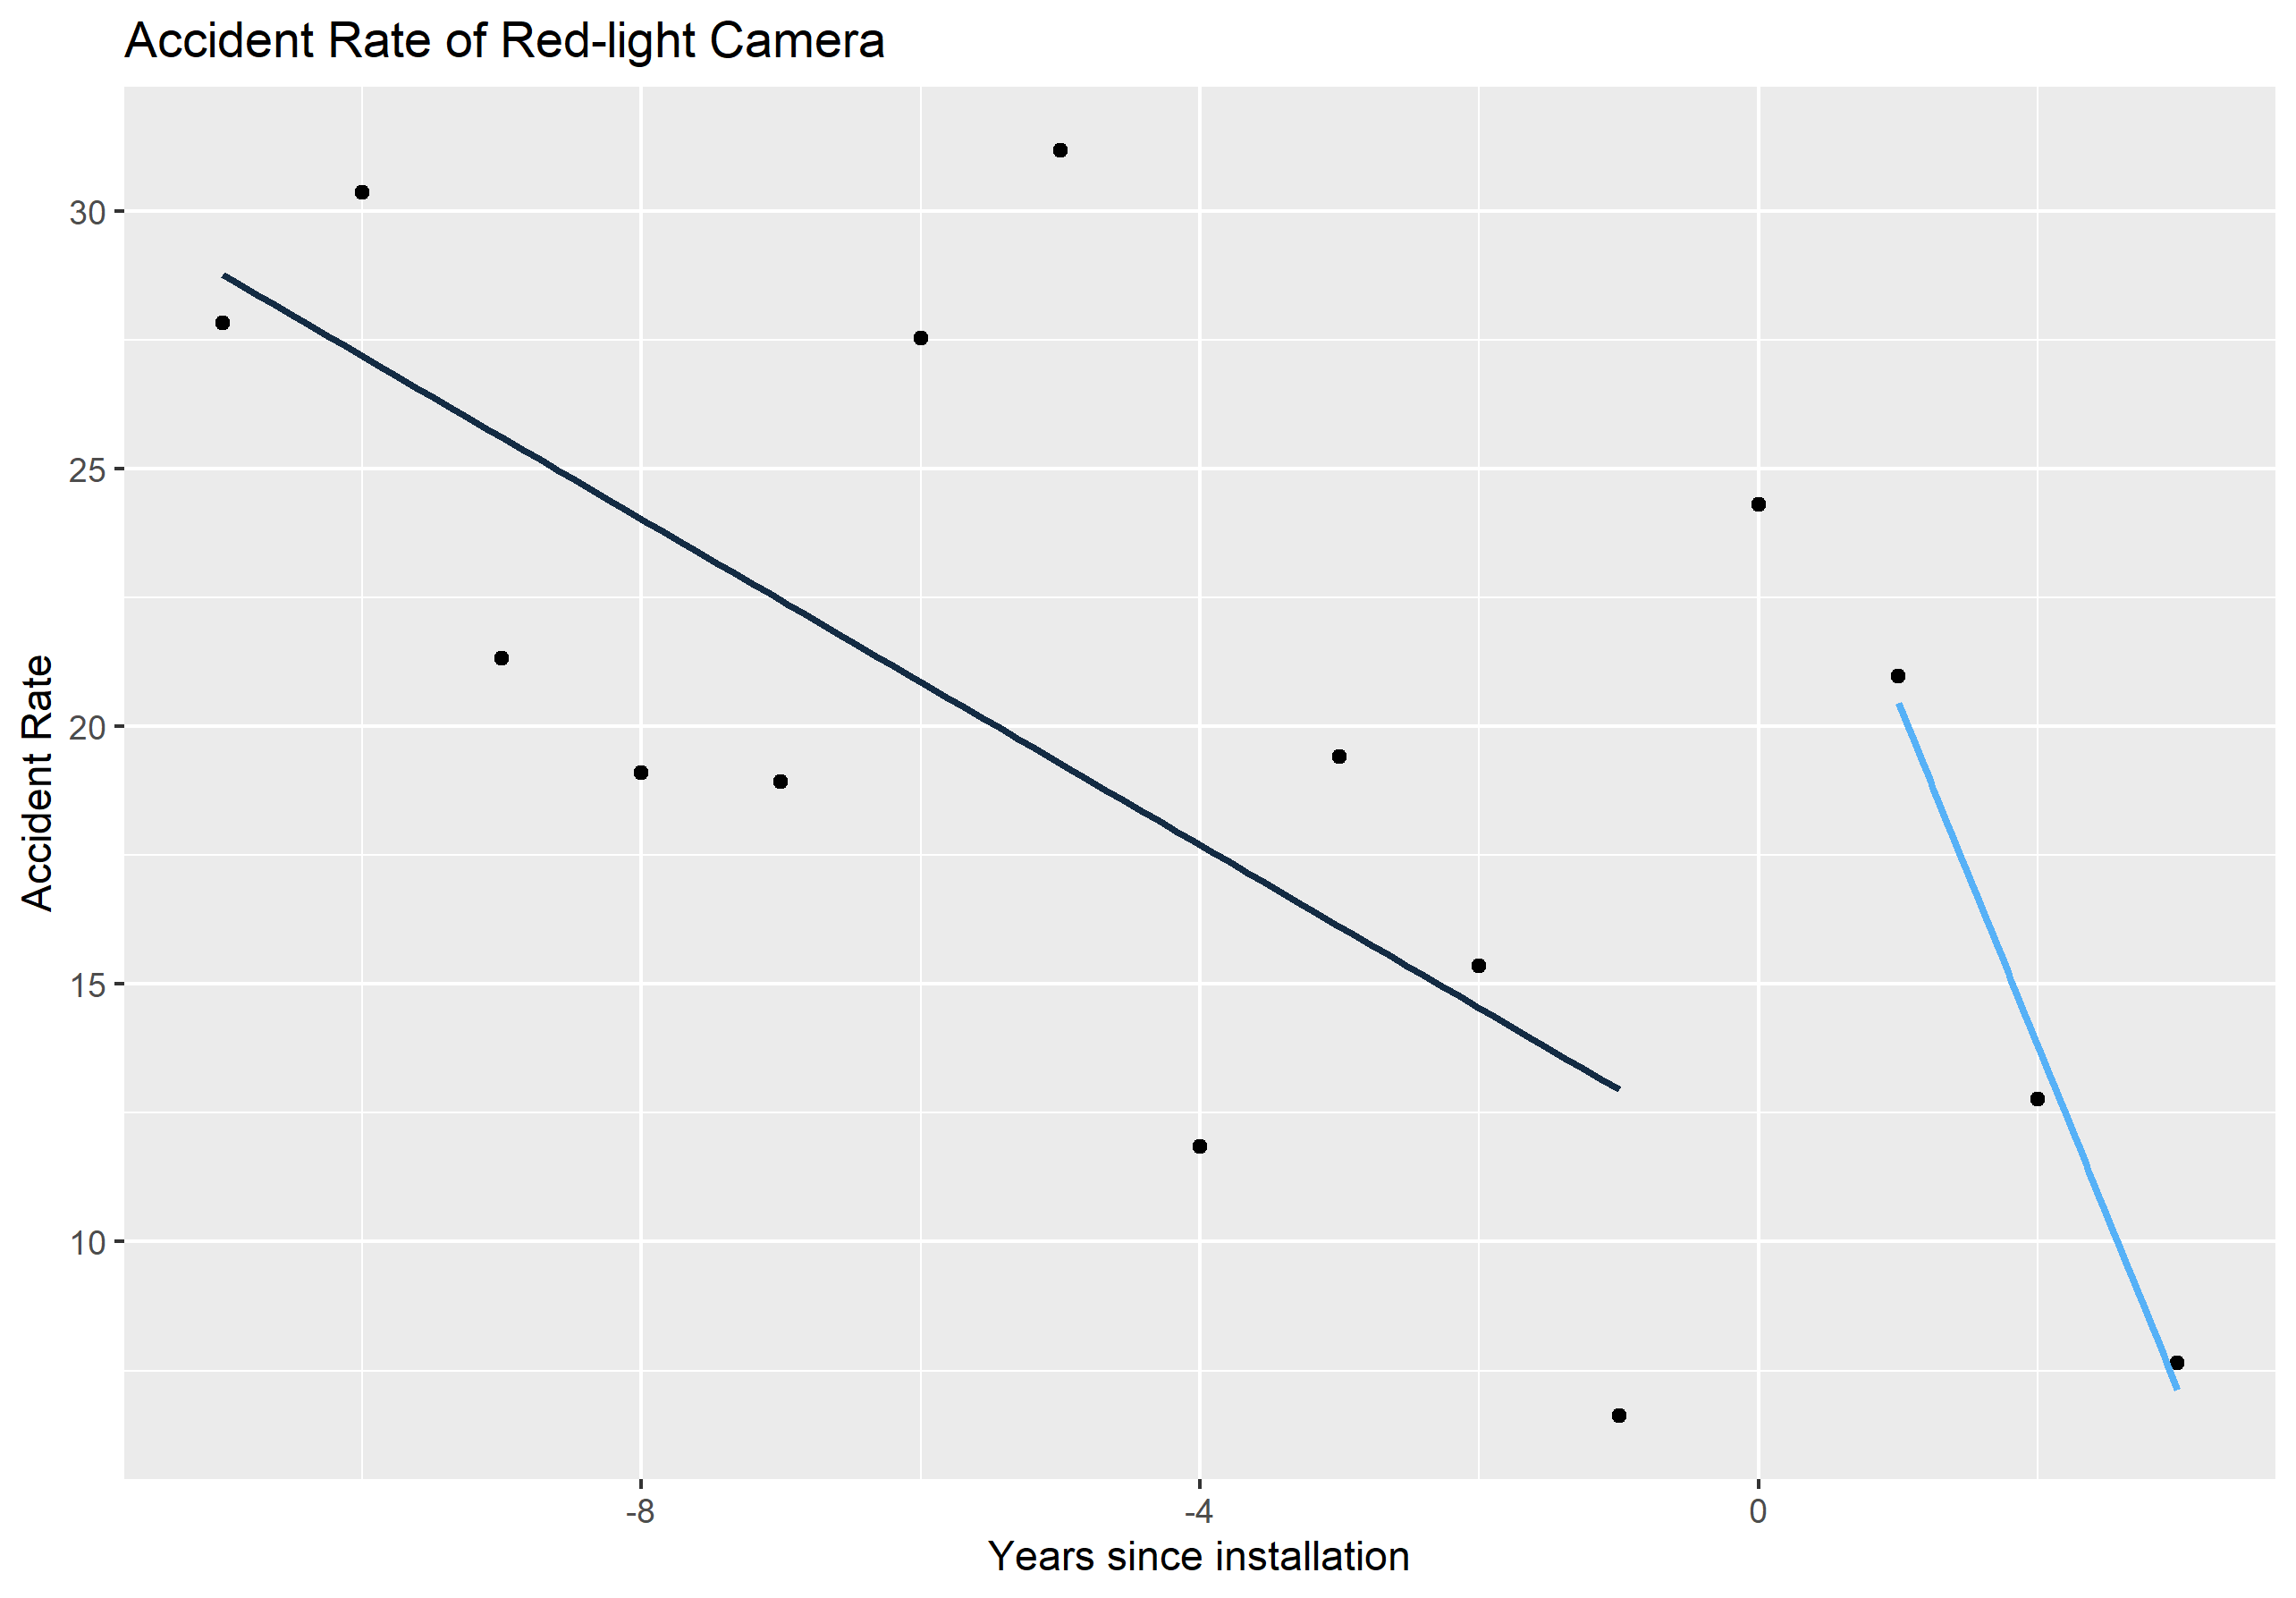 Accident Rate of Red-light Camera
Accident Rate
30
25
20
15
10
-8
-4
0
Years since installation